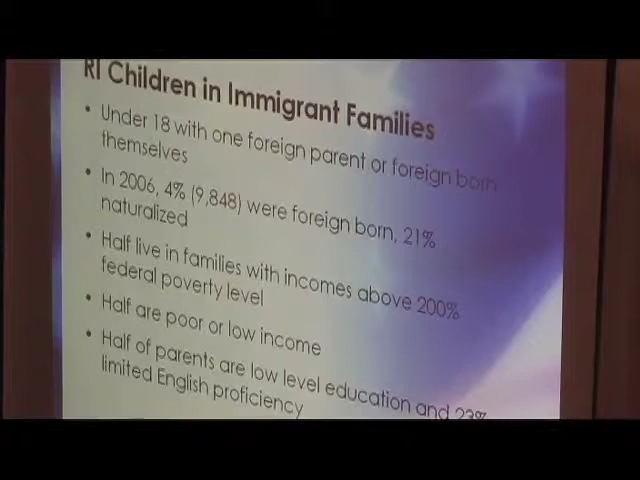 RI Children in Immigrant Families
• Under 18 with one foreign parent or foreign born
themselves
• In 2006, 4% (9,848) were foreign born, 21%
naturalized
• Half live in families with incomes above 200%
federal poverty level
• Half are poor or low income
• Half of parents are low level education and 23%
limited English proficiency